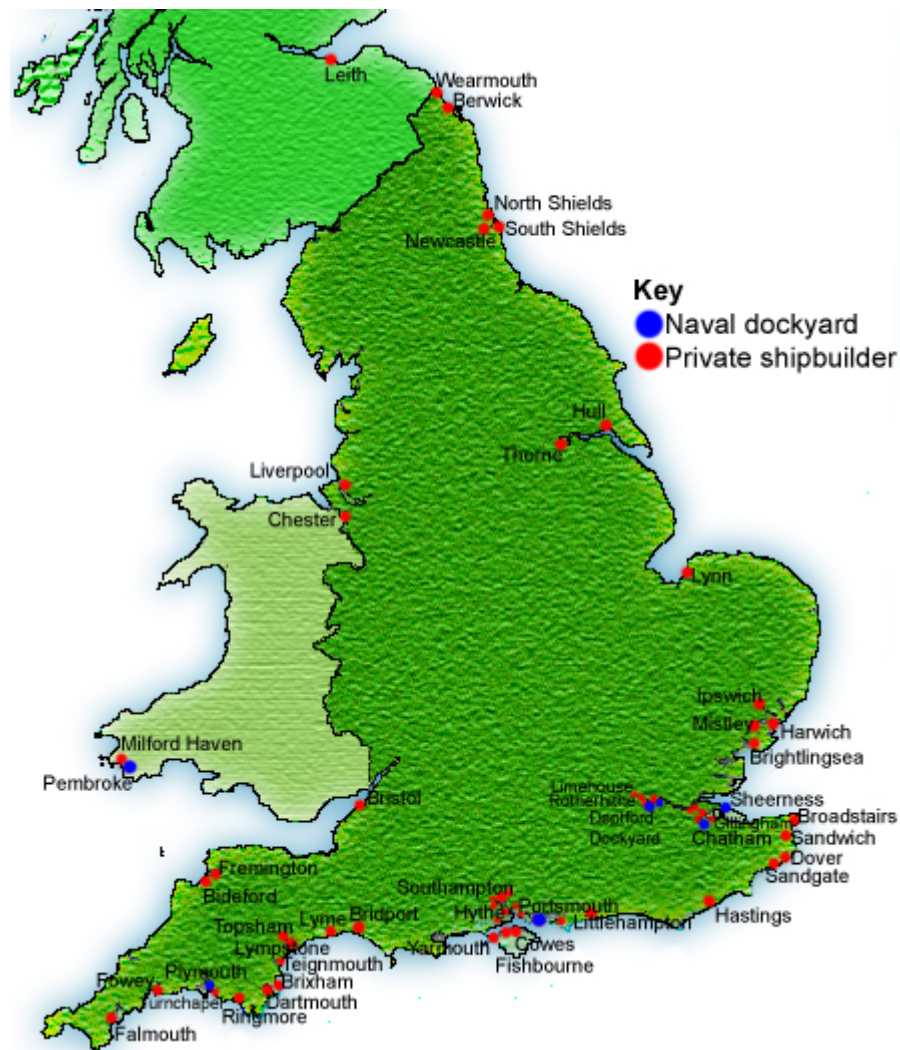 Leith
Wearmouth
Berwick
North Shields
South Shields
Newcastle
Key
Naval dockyard
Private shipbuilder
Hull
Thorne
Liverpool
Chester
Lynn
Ipswich
Mistley
Harwich
Brightlingsea
Milford Haven
Pembroke
Bristol
Limehouse
Rotherhithe
Sheerness
Deptford
Gillingham
Broadstairs
Dockyard
Chatham
Sandwich
Dover
Sandgate
Fremington
Bideford
Southampton
Hythe
Portsmouth
Hastings
Littlehampton
Topsham
Lyme
Bridport
Lympstone
Yarmouth
Cowes
Fishbourne
Teignmouth
Plymouth
Fowey
Brixham
Turnchapel
Dartmouth
Ringmore
Falmouth